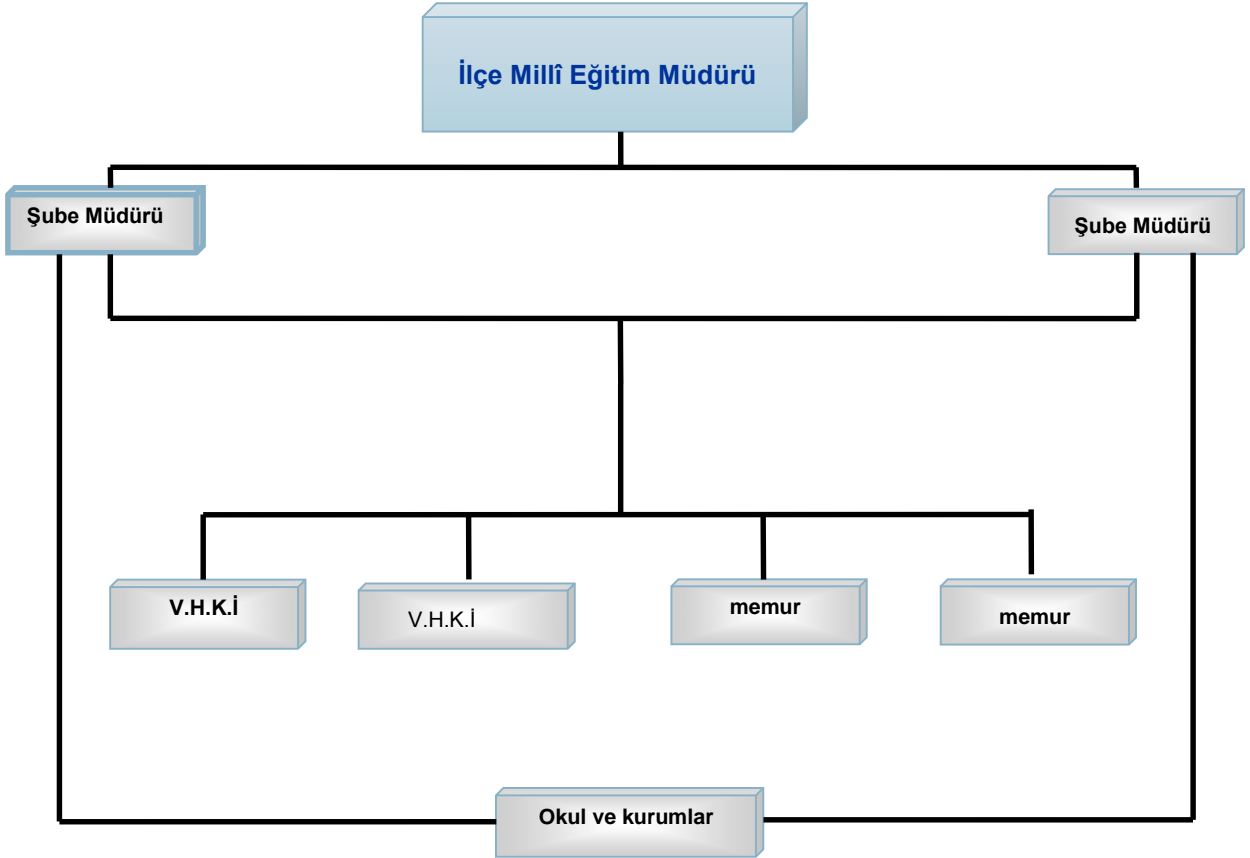 İlçe Millî Eğitim Müdürü
Şube Müdürü
Şube Müdürü
V.H.K.İ
V.H.K.İ
memur
memur
Okul ve kurumlar